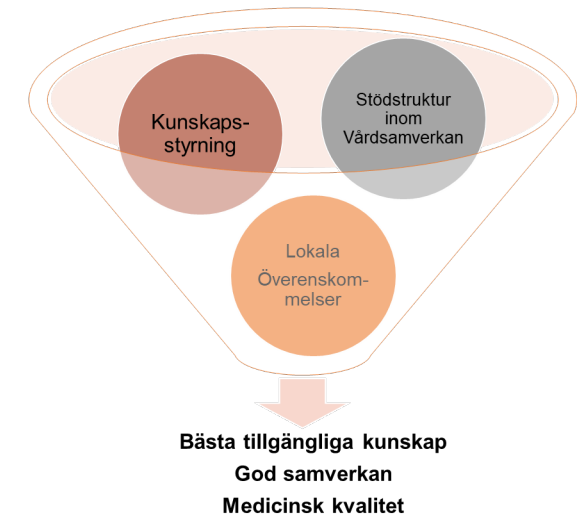 Kunskaps-
styrning
Stödstruktur
inom
Vårdsamverkan
Lokala
Överenskom-
melser
Bästa tillgängliga kunskap
God samverkan
Medicinsk kvalitet